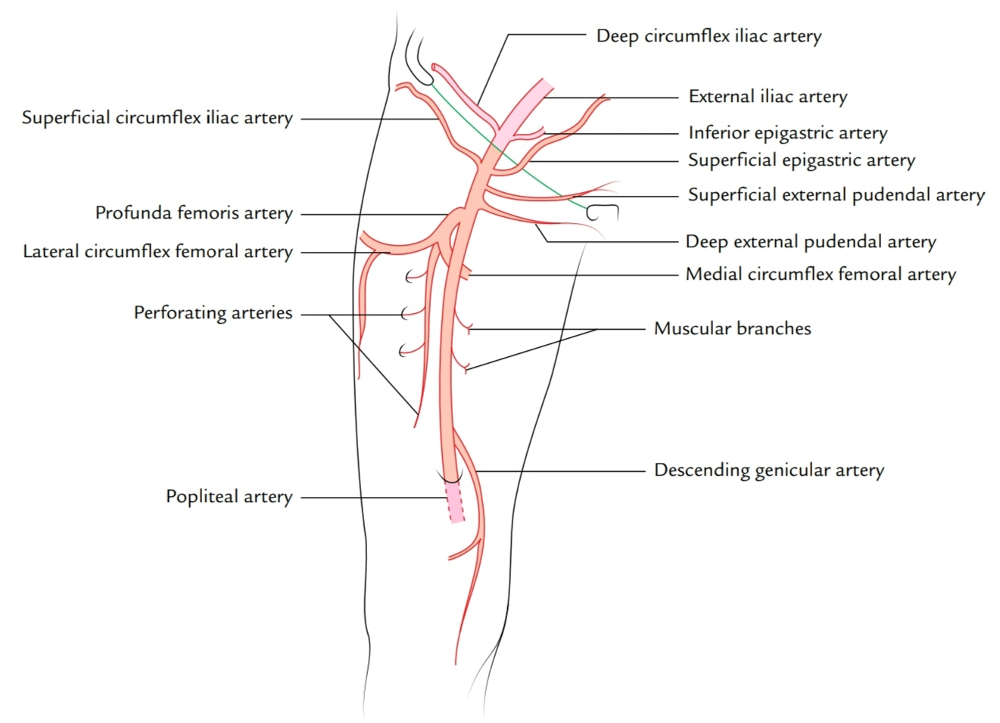 Deep circumflex iliac artery
External iliac artery
Superficial circumflex iliac artery
Inferior epigastric artery
Superficial epigastric artery
Superficial external pudendal artery
Profunda femoris artery
Deep external pudendal artery
Lateral circumflex femoral artery
Medial circumflex femoral artery
Perforating arteries
Muscular branches
Descending genicular artery
Popliteal artery